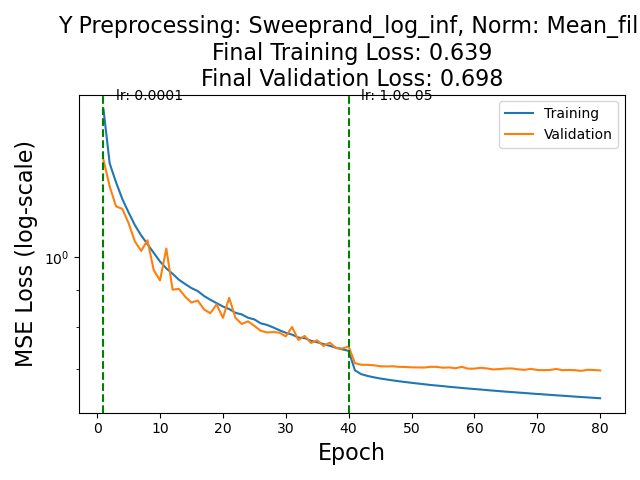 Y Preprocessing: Sweeprand_log_inf, Norm: Mean_fil
Final Training Loss: 0.639
Final Validation Loss: 0.698
lr: 0.0001
lr: 1.0e-05
Training
Validation
MSE Loss (log-scale)
10⁰
0 10 20 30 40 50 60 70 80
Epoch